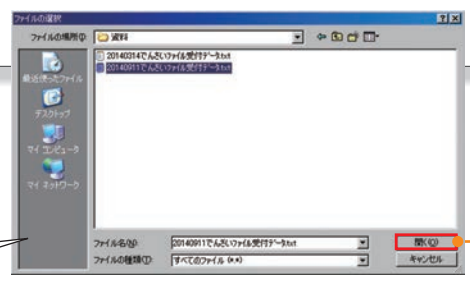 ファイルの選択
ファイルの場所(I): 資料
20140314でんさいファイル受付データ.txt
20140911でんさいファイル受付データ.txt
最近使ったファイル
デスクトップ
マイ コンピュータ
マイ ネットワーク
ファイル名(N): 20140911でんさいファイル受付データ.txt 開く(O)
ファイルの種類(T): すべてのファイル (*.*) キャンセル